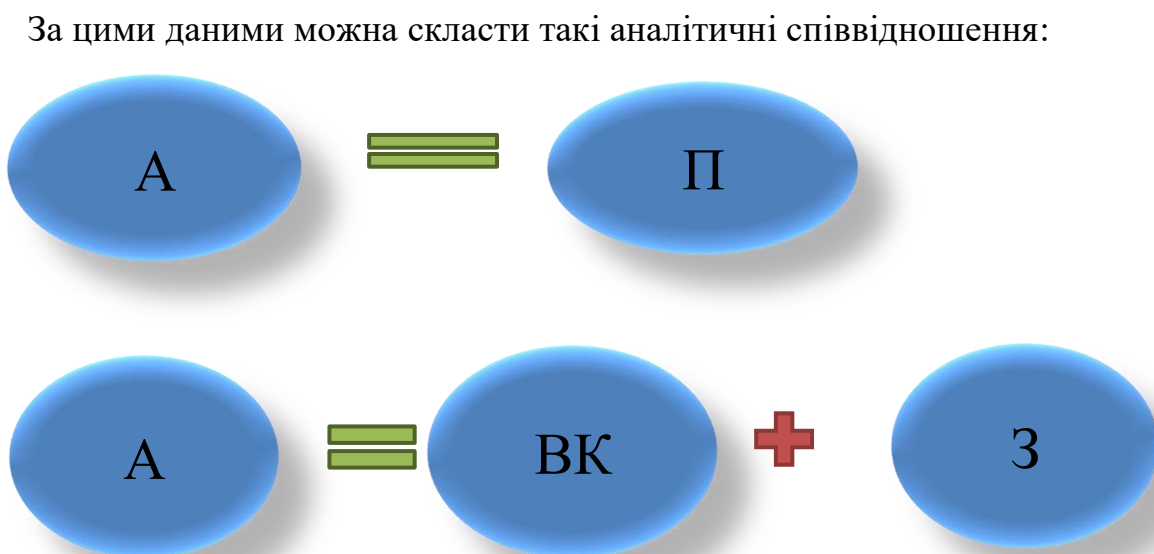 За цими даними можна скласти такі аналітичні співвідношення:
А П
А ВК З